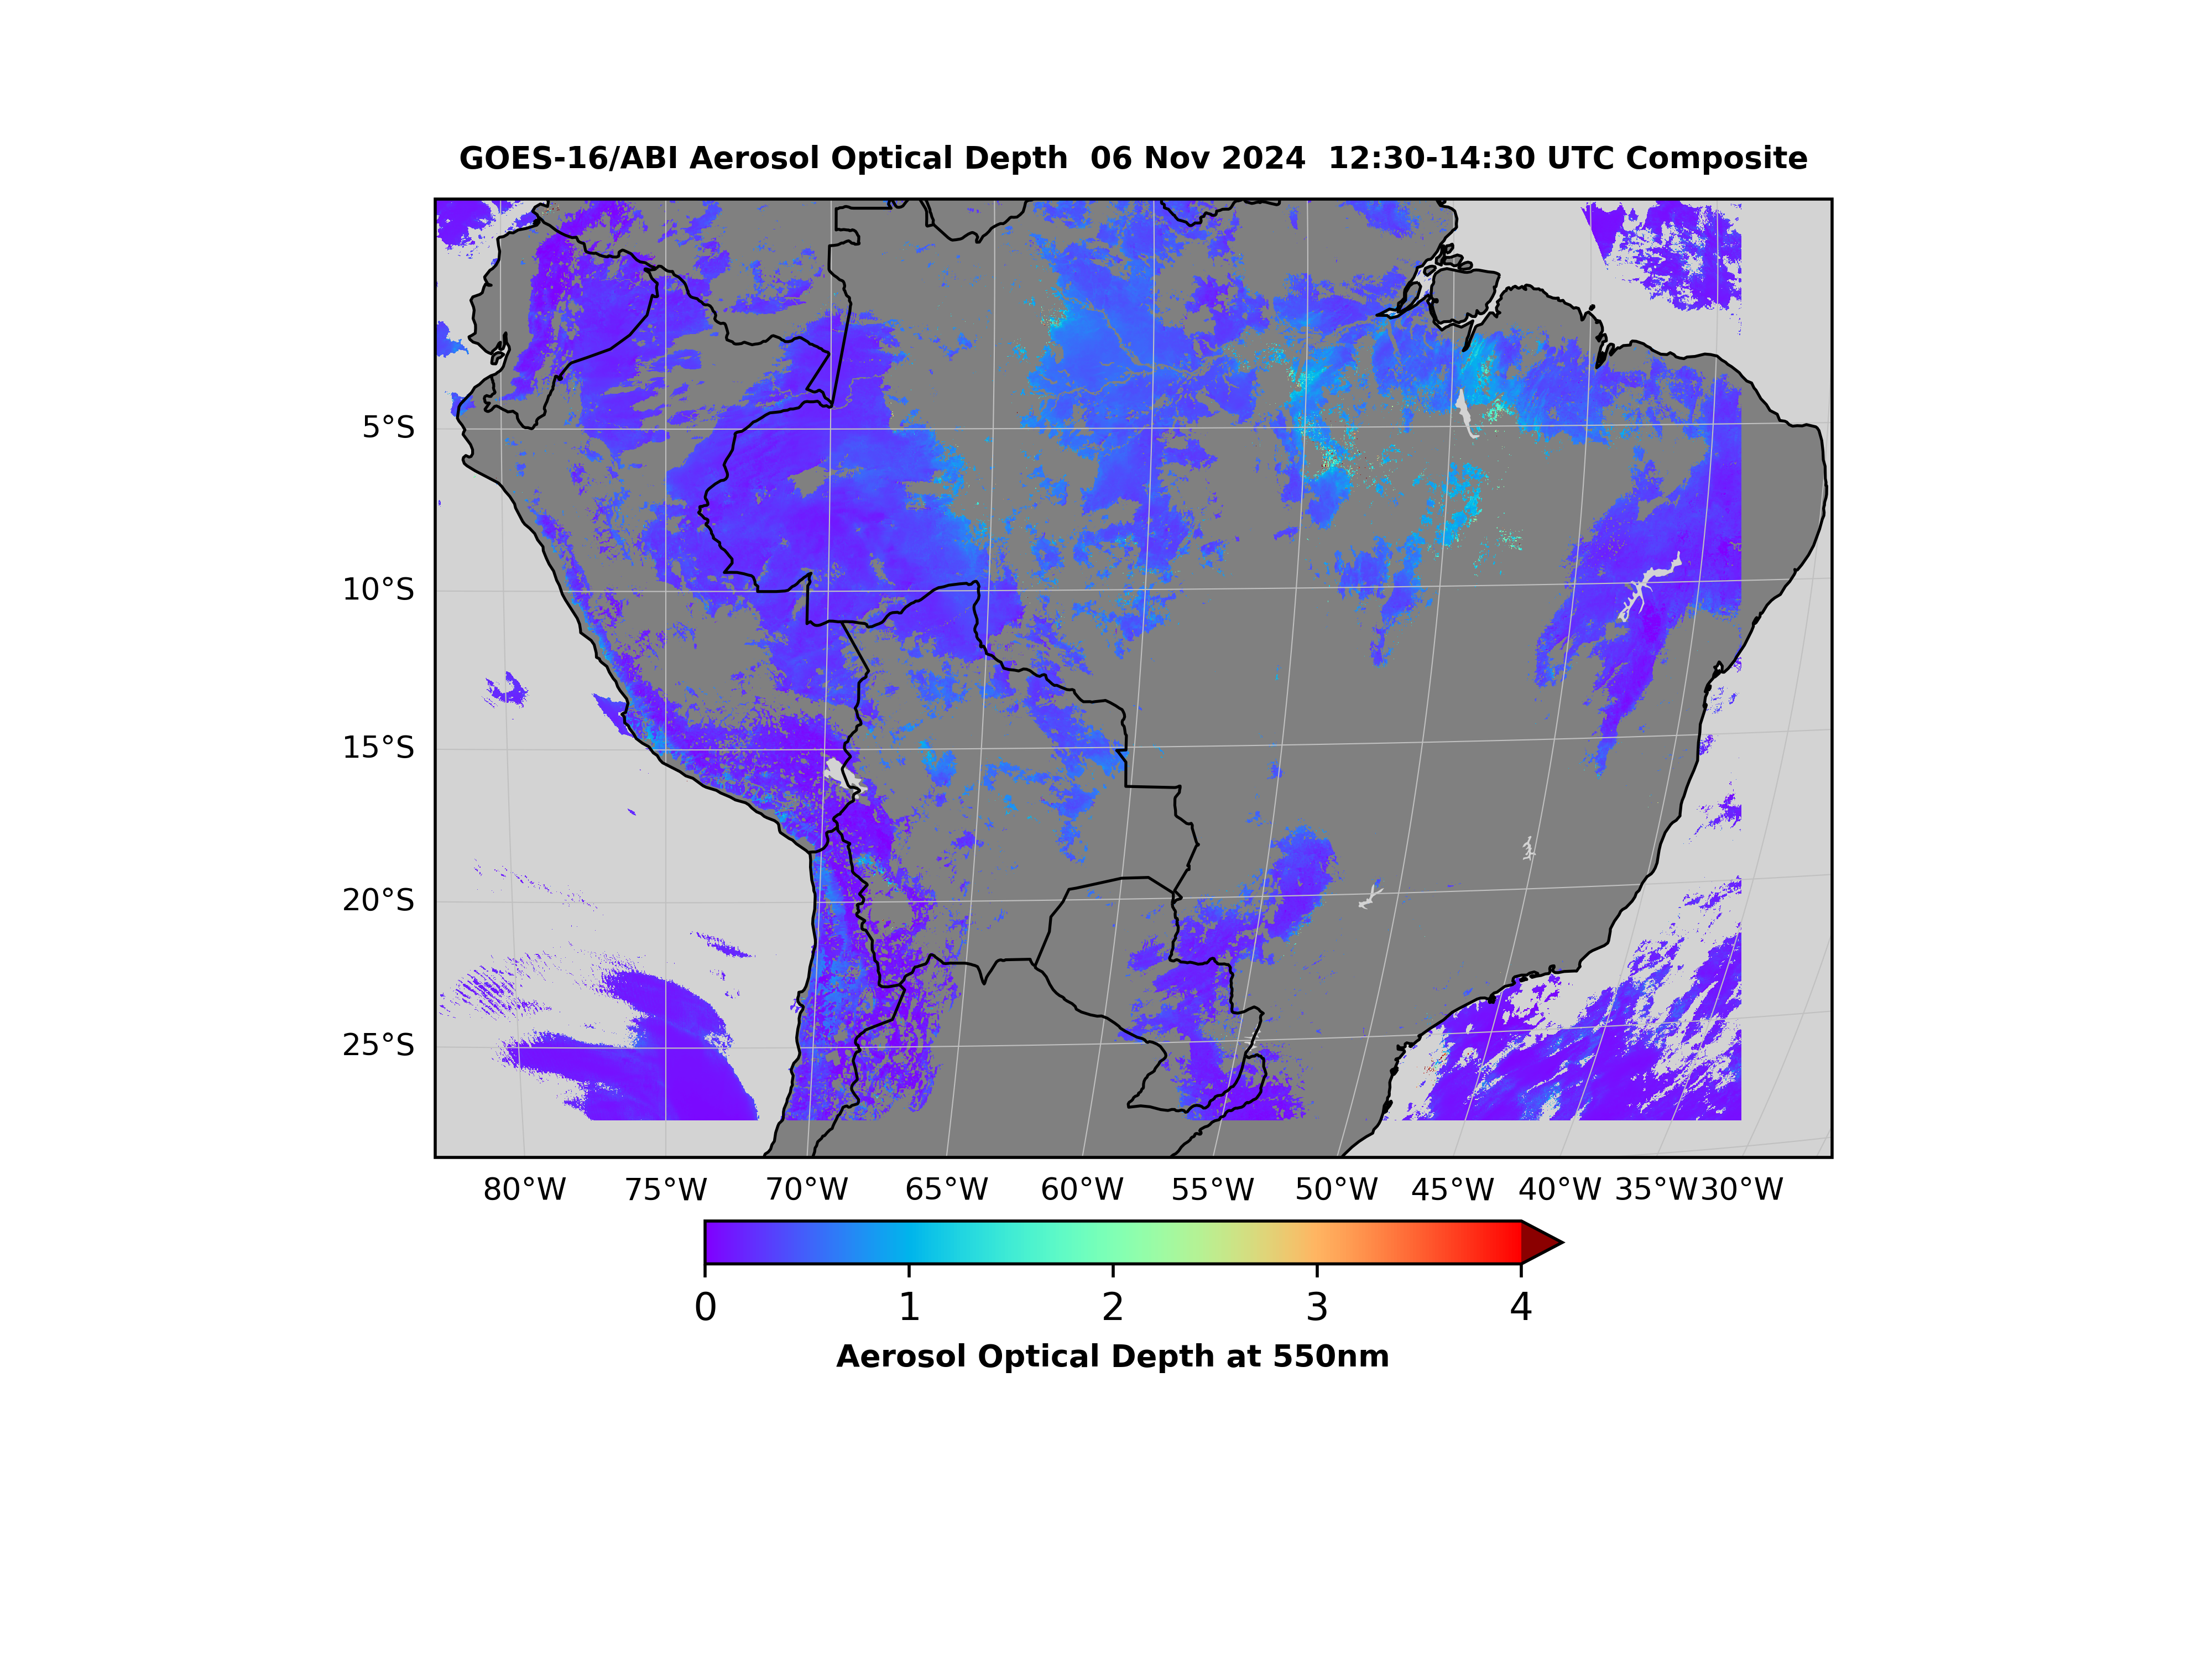 GOES-16/ABI Aerosol Optical Depth  06 Nov 2024  12:30-14:30 UTC Composite
5°S
10°S
15°S
20°S
25°S
80°W 75°W 70°W 65°W 60°W 55°W 50°W 45°W 40°W 35°W 30°W
0 1 2 3 4
Aerosol Optical Depth at 550nm